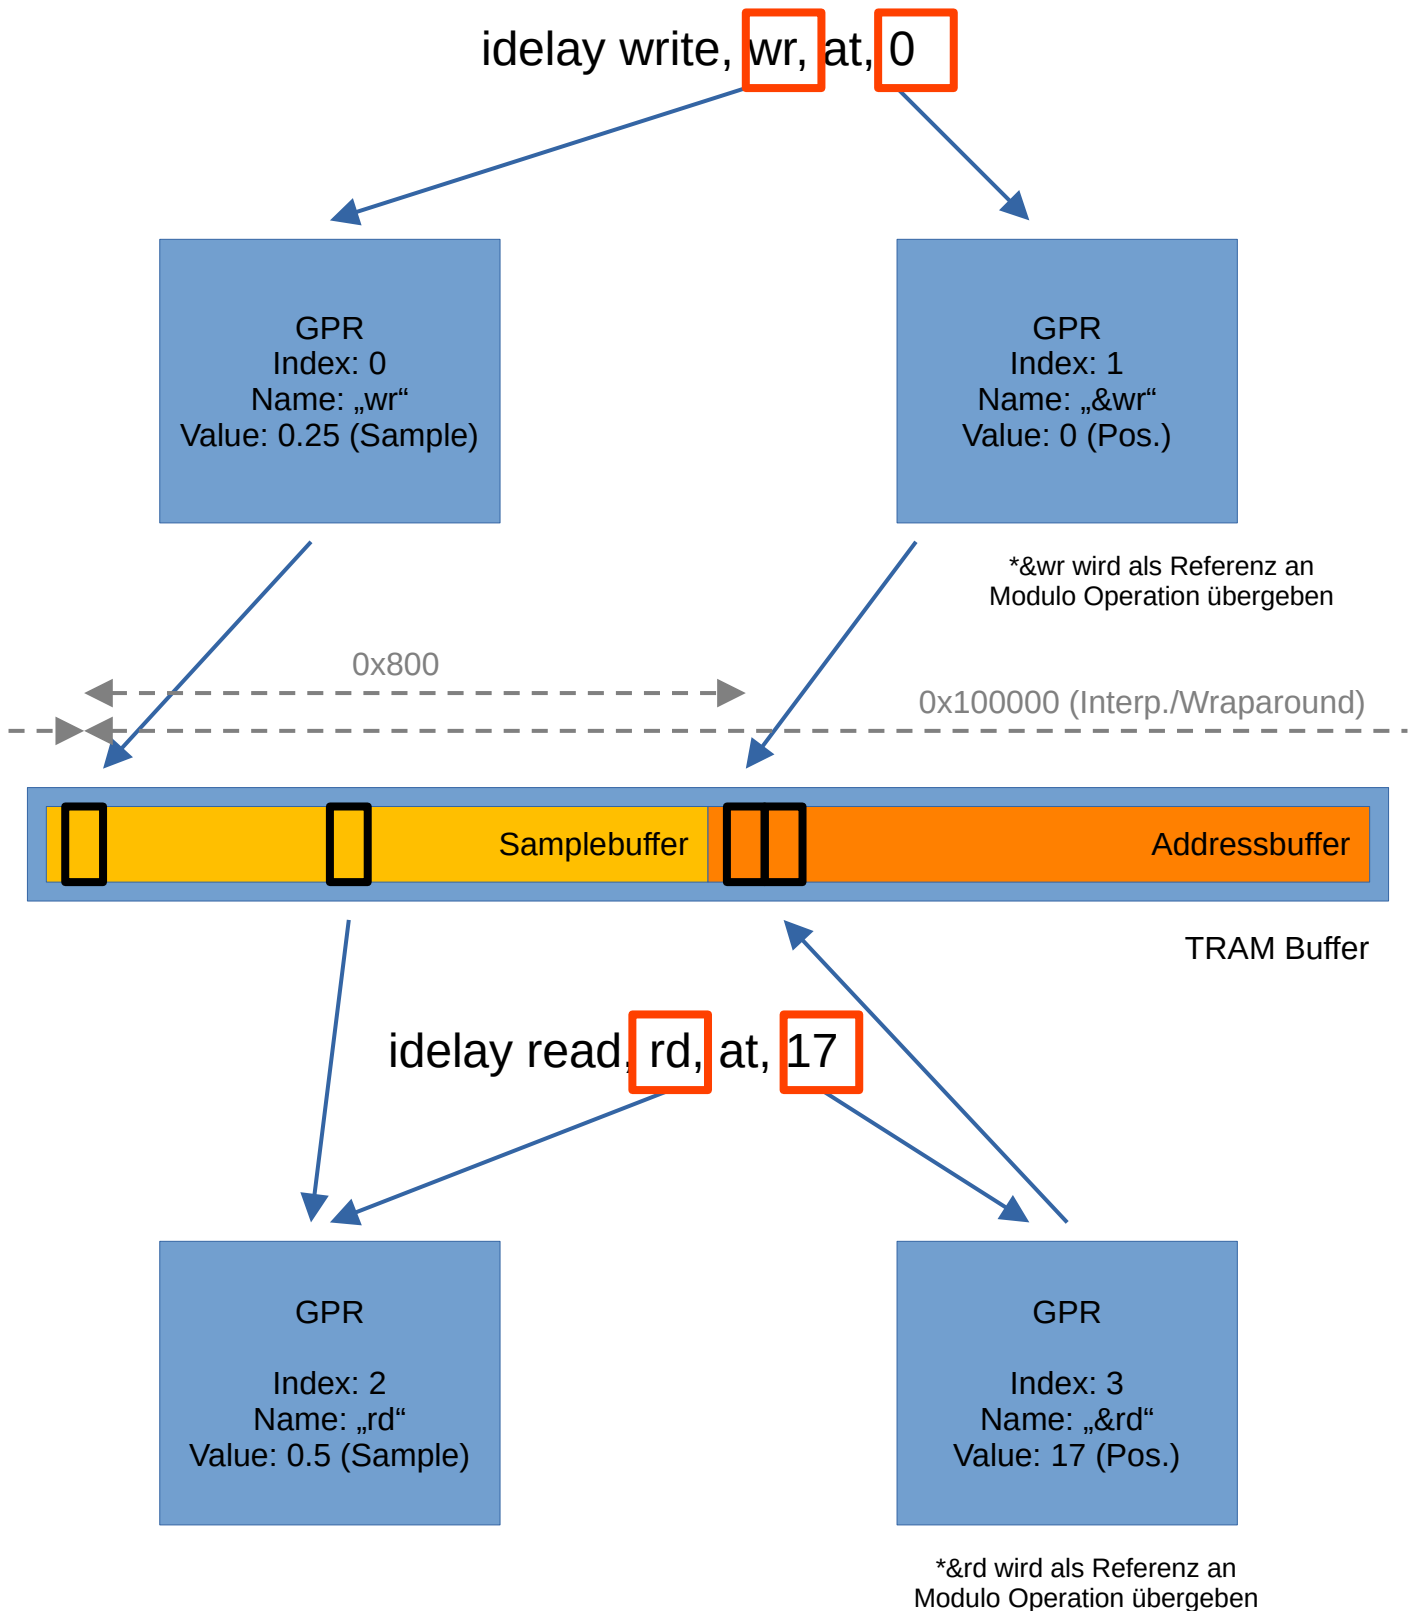 idelay write, wr, at, 0
GPR
Index: 0
Name: „wr“
Value: 0.25 (Sample)
GPR
Index: 1
Name: „&wr“
Value: 0 (Pos.)
*&wr wird als Referenz an
Modulo Operation übergeben
0x800
0x100000 (Interp./Wraparound)
Samplebuffer
Addressbuffer
TRAM Buffer
idelay read, rd, at, 17
GPR
Index: 2
Name: „rd“
Value: 0.5 (Sample)
GPR
Index: 3
Name: „&rd“
Value: 17 (Pos.)
*&rd wird als Referenz an
Modulo Operation übergeben